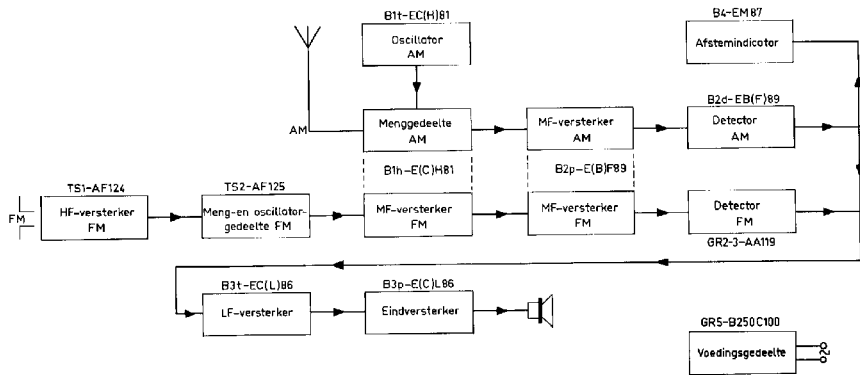 B1t-EC(H)81
Oscillator
AM
B4-EM87
Afstemindicator
AM
Menggedeelte
AM
MF-versterker
AM
B2d-EB(F)89
Detector
AM
B1h-E(C)H81
B2p-E(B)F89
TS1-AF124
TS2-AF125
FM
HF-versterker
FM
Meng-en oscillator-
gedeelte FM
MF-versterker
FM
MF-versterker
FM
Detector
FM
GR2-3-AA119
B3t-EC(L)86
B3p-E(C)L86
LF-versterker
Eindversterker
GR5-B250C100
Voedingsgedeelte